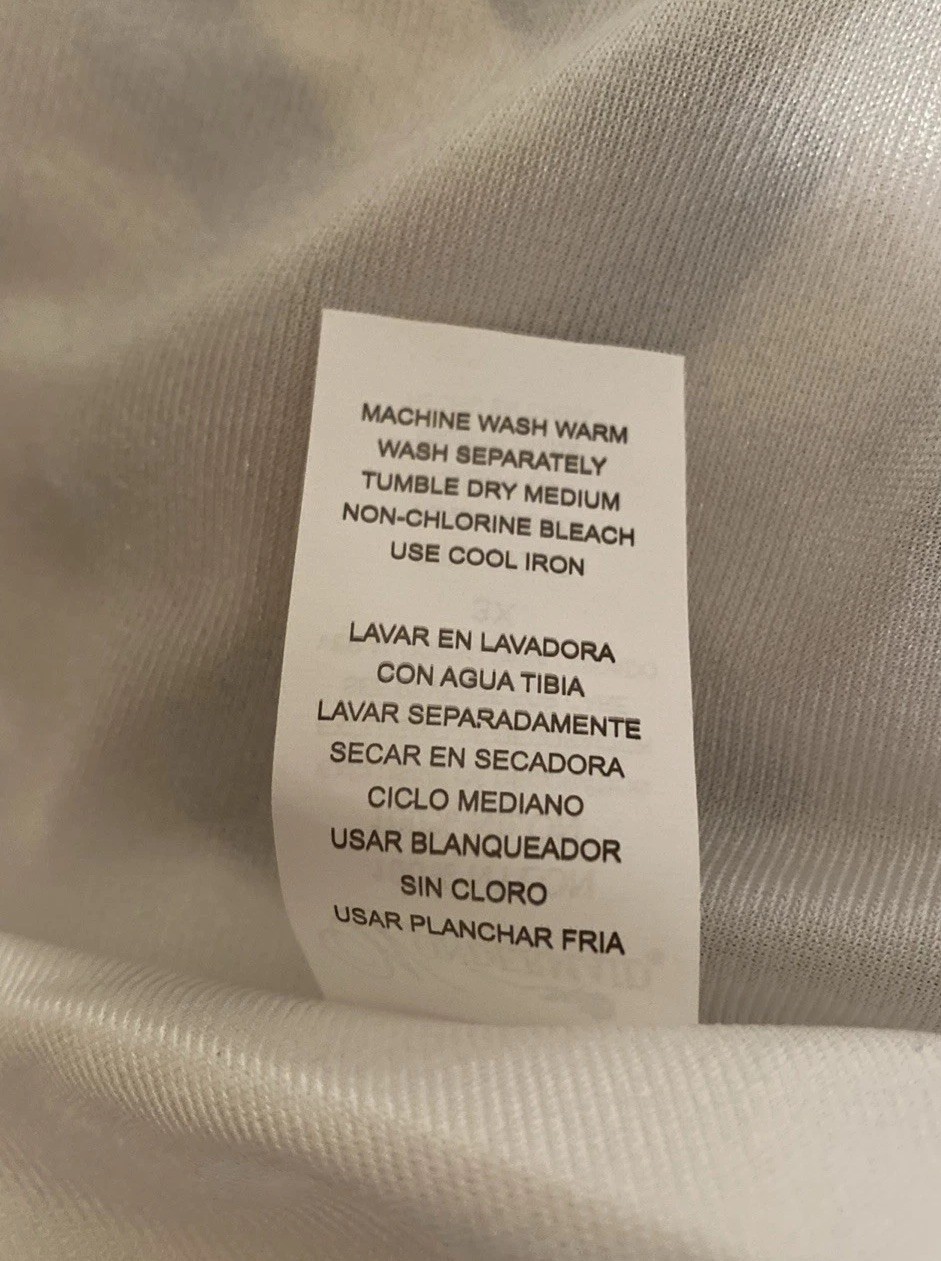 MACHINE WASH WARM
WASH SEPARATELY
TUMBLE DRY MEDIUM
NON-CHLORINE BLEACH
USE COOL IRON
LAVAR EN LAVADORA
CON AGUA TIBIA
LAVAR SEPARADAMENTE
SECAR EN SECADORA
CICLO MEDIANO
USAR BLANQUEADOR
SIN CLORO
USAR PLANCHAR FRIA